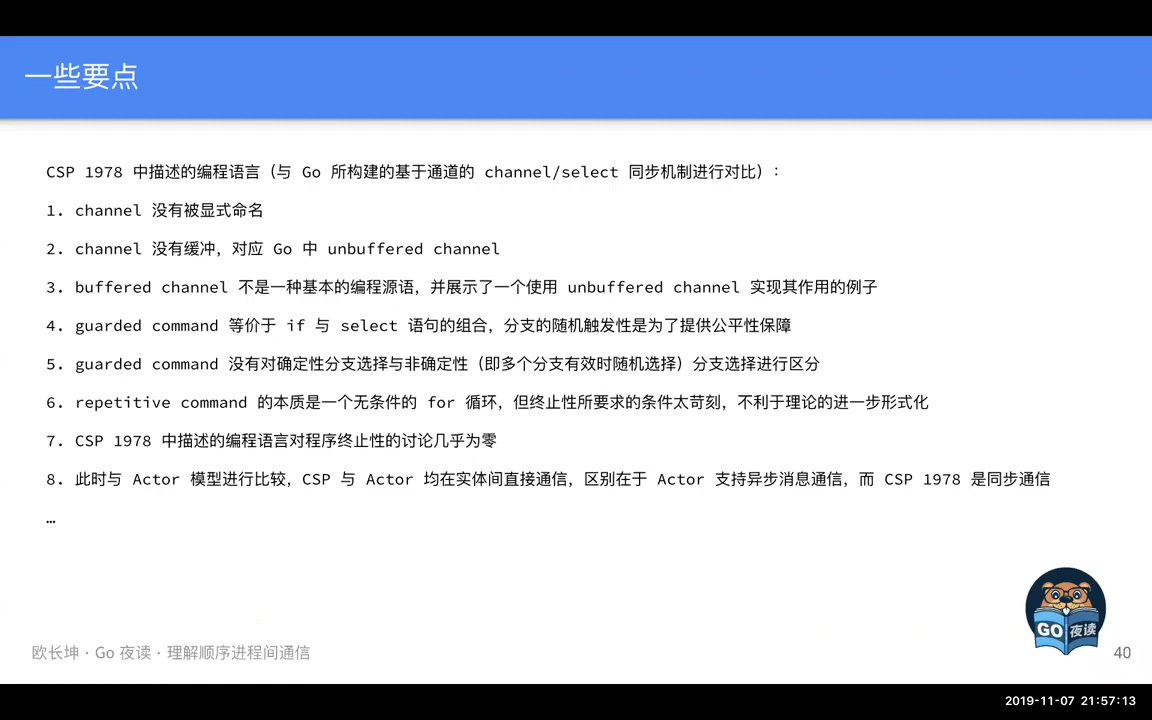 一些要点
CSP 1978 中描述的编程语言（与 Go 所构建的基于通道的 channel/select 同步机制进行对比）：
1. channel 没有被显式命名
2. channel 没有缓冲，对应 Go 中 unbuffered channel
3. buffered channel 不是一种基本的编程源语，并展示了一个使用 unbuffered channel 实现其作用的例子
4. guarded command 等价于 if 与 select 语句的组合，分支的随机触发性是为了提供公平性保障
5. guarded command 没有对确定性分支选择与非确定性（即多个分支有效时随机选择）分支选择进行区分
6. repetitive command 的本质是一个无条件的 for 循环，但终止性所要求的条件太苛刻，不利于理论的进一步形式化
7. CSP 1978 中描述的编程语言对程序终止性的讨论几乎为零
8. 此时与 Actor 模型进行比较，CSP 与 Actor 均在实体间直接通信，区别在于 Actor 支持异步消息通信，而 CSP 1978 是同步通信
…
GO 夜读
欧长坤 · Go 夜读 · 理解顺序进程间通信
40
2019-11-07 21:57:13